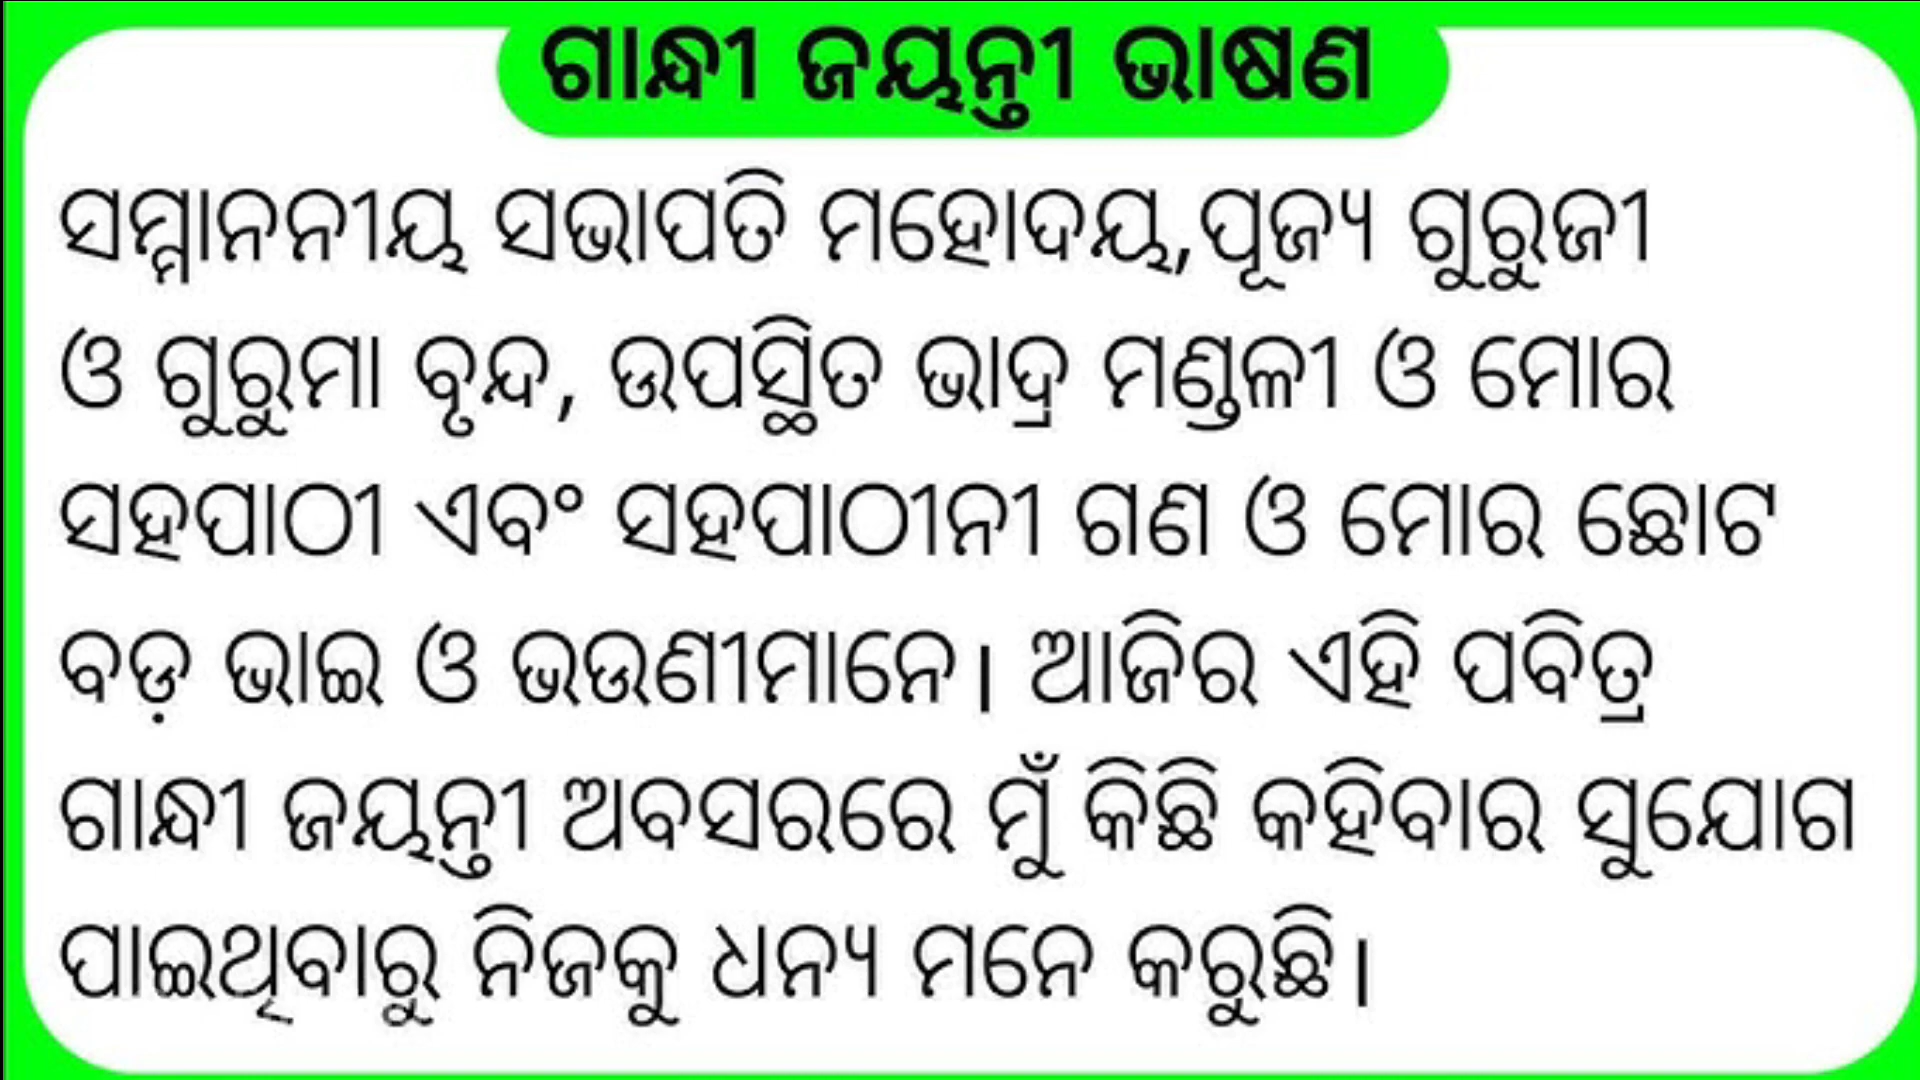 ଗାନ୍ଧୀ ଜୟନ୍ତୀ ଭାଷଣ
ସମ୍ମାନନୀୟ ସଭାପତି ମହୋଦୟ,ପୂଜ୍ୟ ଗୁରୁଜୀ
ଓ ଗୁରୁମା ବୃନ୍ଦ, ଉପସ୍ଥିତ ଭାଦ୍ର ମଣ୍ଡଳୀ ଓ ମୋର
ସହପାଠୀ ଏବଂ ସହପାଠୀନୀ ଗଣ ଓ ମୋର ଛୋଟ
ବଡ଼ ଭାଇ ଓ ଭଉଣୀମାନେ। ଆଜିର ଏହି ପବିତ୍ର
ଗାନ୍ଧୀ ଜୟନ୍ତୀ ଅବସରରେ ମୁଁ କିଛି କହିବାର ସୁଯୋଗ
ପାଇଥିବାରୁ ନିଜକୁ ଧନ୍ୟ ମନେ କରୁଛି।